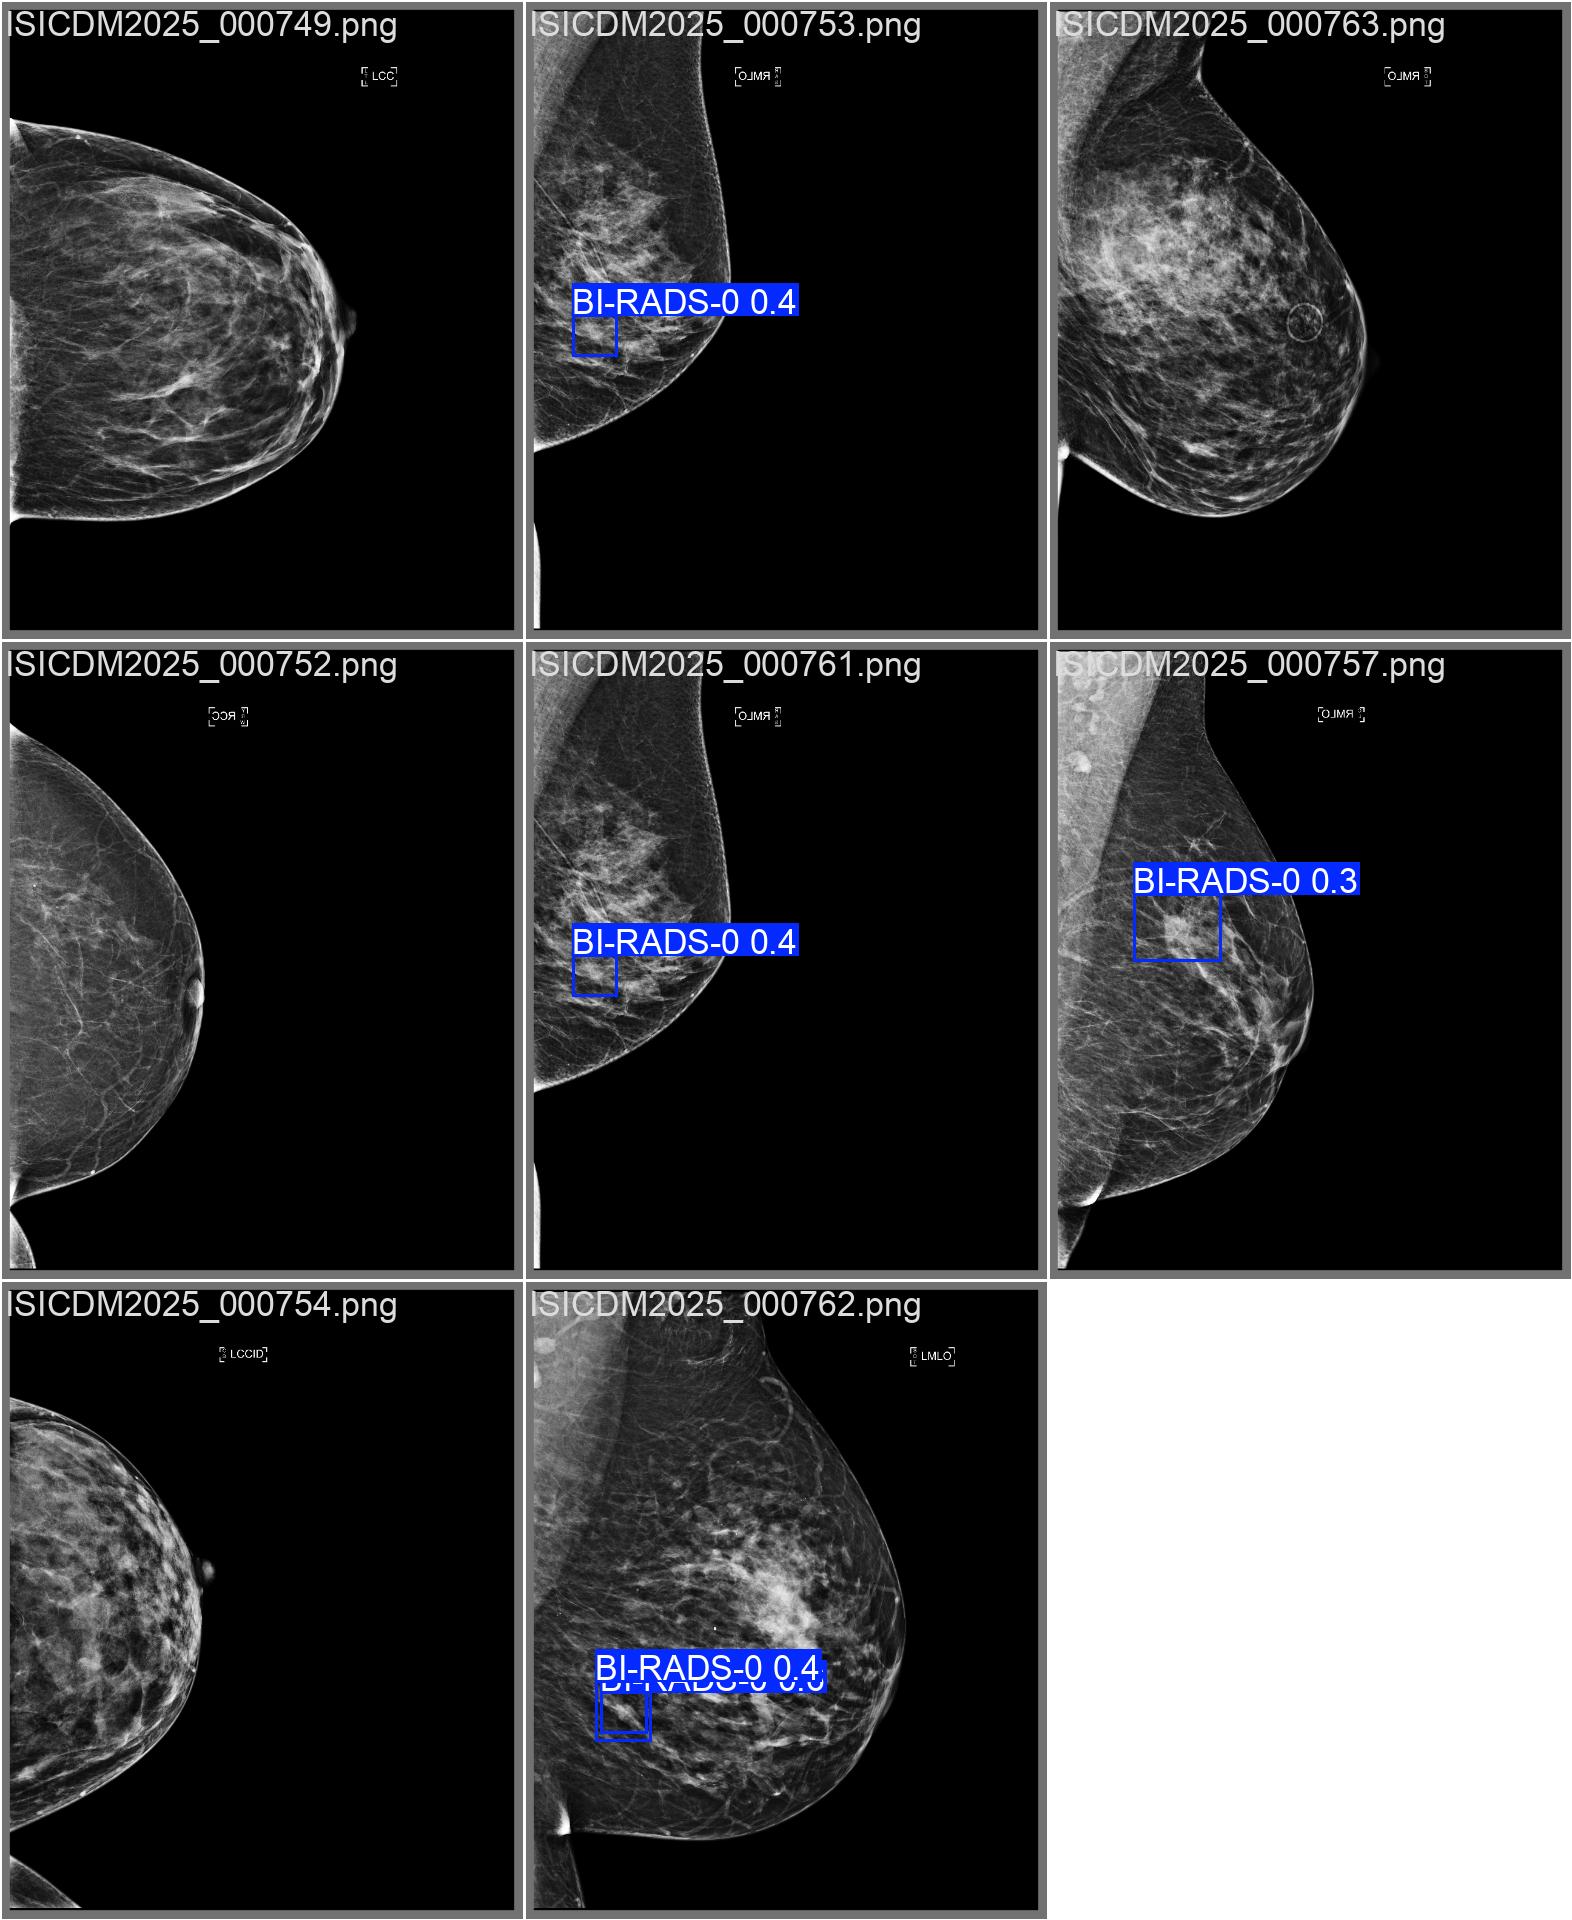 ISICDM2025_000749.png
LCC
ISICDM2025_000753.png
RMLO
ISICDM2025_000763.png
RMLO
BI-RADS-0 0.4
ISICDM2025_000752.png
RCC
ISICDM2025_000761.png
RMLO
ISICDM2025_000757.png
RMLO
BI-RADS-0 0.4
BI-RADS-0 0.3
ISICDM2025_000754.png
LCCID
ISICDM2025_000762.png
LMLO
BI-RADS-0 0.4